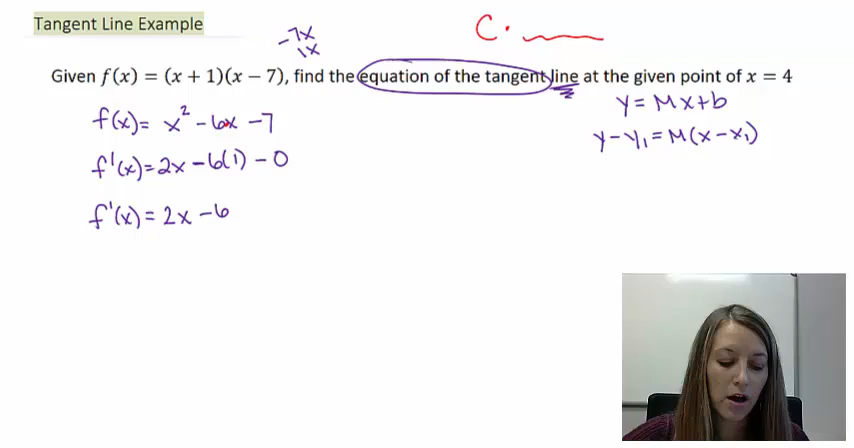 Tangent Line Example
C·
-7x
1x
Given f(x) = (x + 1)(x − 7), find the equation of the tangent line at the given point of x = 4
y = Mx+b
f(x)= x² -6x -7
y-y₁=M(x-x₁)
f'(x)=2x -6(1) -0
f'(x)= 2x -6